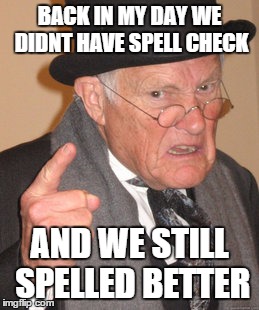 BACK IN MY DAY WE
DIDNT HAVE SPELL CHECK
AND WE STILL
SPELLED BETTER
imgflip.com